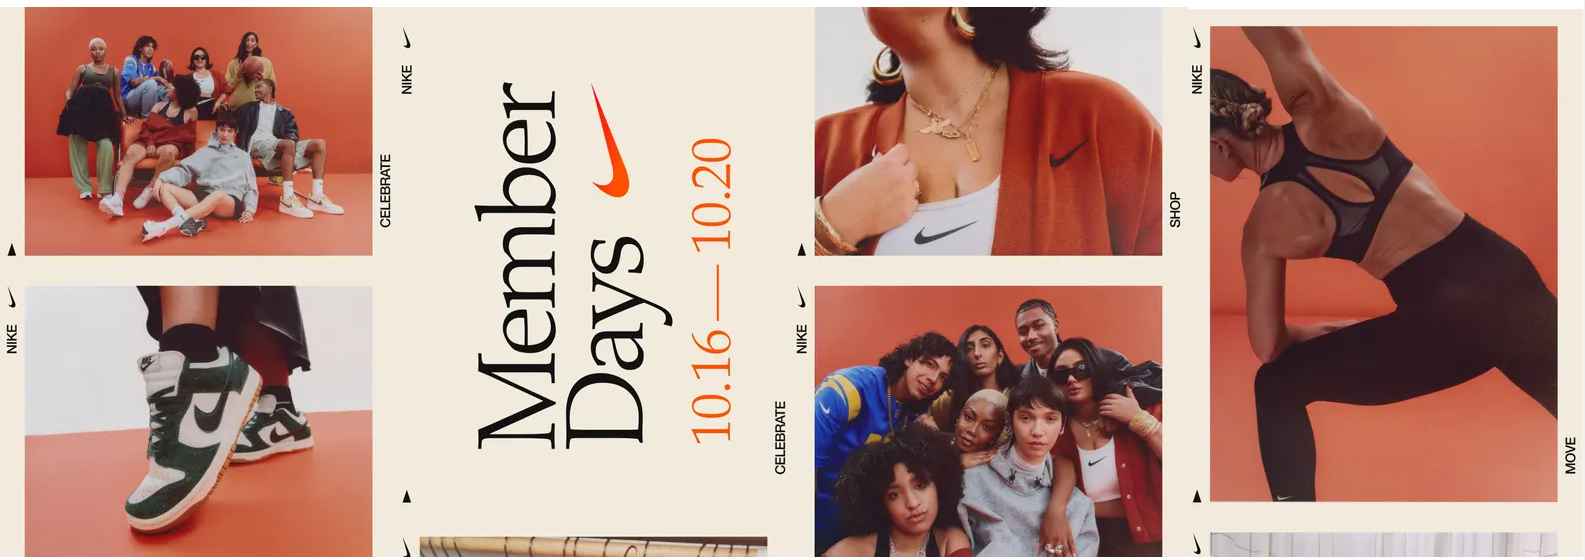 NIKE
CELEBRATE
NIKE
Member
Days
10.16—10.20
CELEBRATE
NIKE
SHOP
NIKE
MOVE